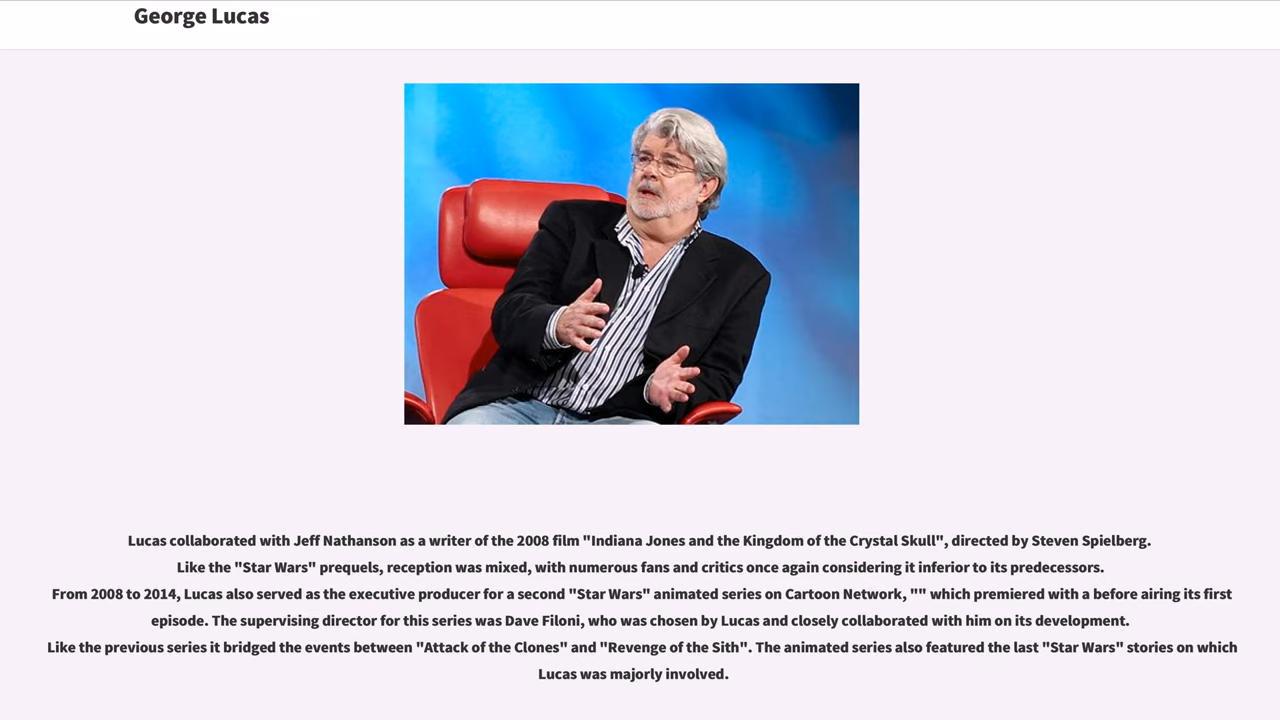 George Lucas
Lucas collaborated with Jeff Nathanson as a writer of the 2008 film "Indiana Jones and the Kingdom of the Crystal Skull", directed by Steven Spielberg.
Like the "Star Wars" prequels, reception was mixed, with numerous fans and critics once again considering it inferior to its predecessors.
From 2008 to 2014, Lucas also served as the executive producer for a second "Star Wars" animated series on Cartoon Network, "" which premiered with a before airing its first
episode. The supervising director for this series was Dave Filoni, who was chosen by Lucas and closely collaborated with him on its development.
Like the previous series it bridged the events between "Attack of the Clones" and "Revenge of the Sith". The animated series also featured the last "Star Wars" stories on which
Lucas was majorly involved.